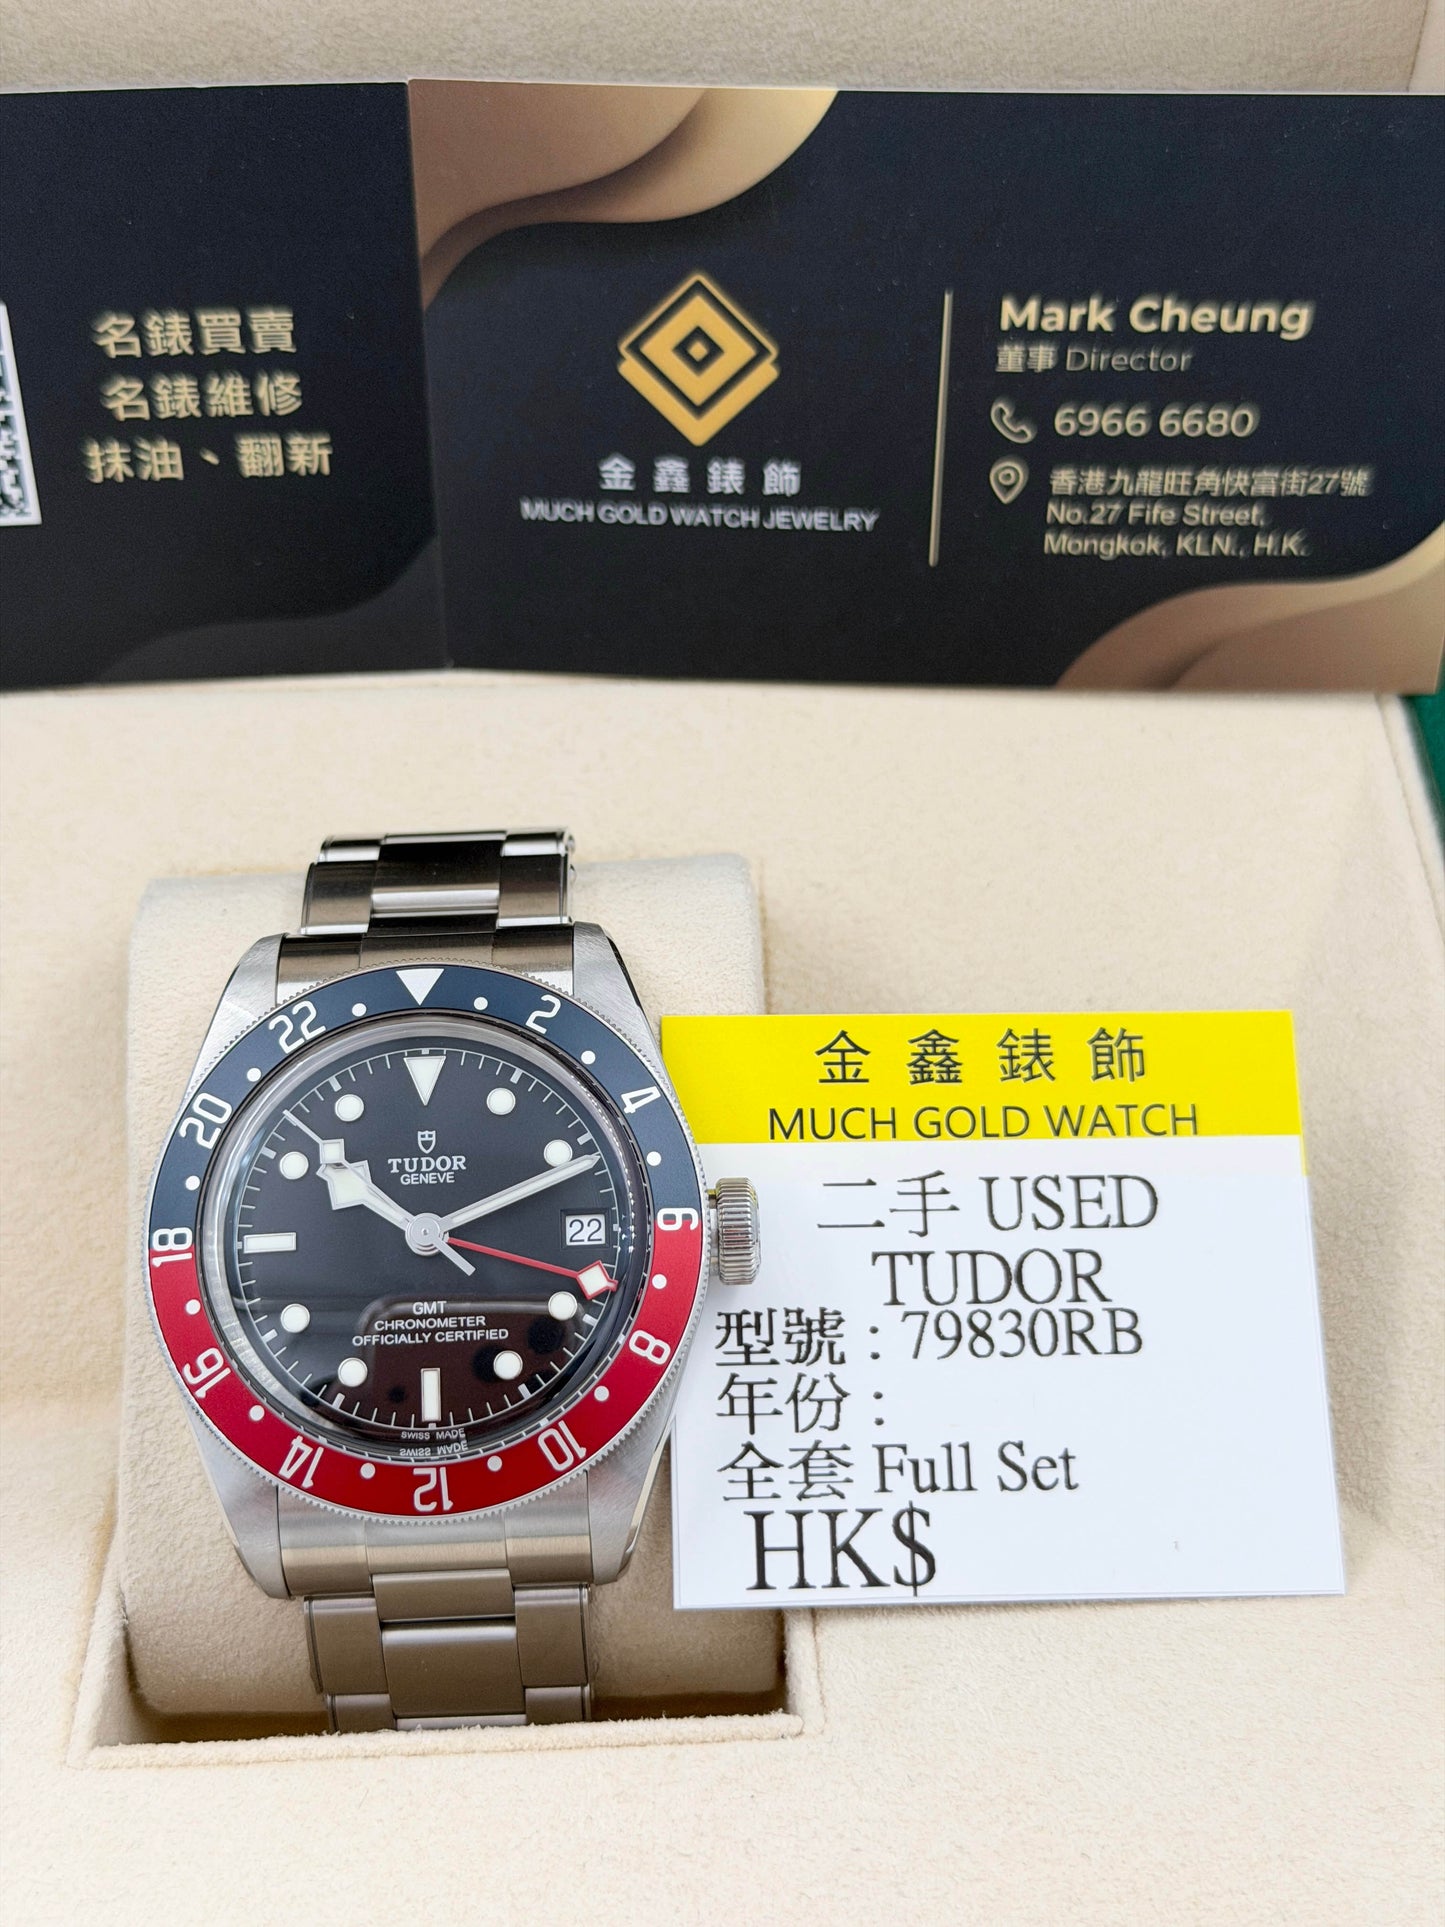 名錶買賣
名錶維修
抹油、翻新
金鑫錶飾
MUCH GOLD WATCH JEWELRY
Mark Cheung
董事 Director
6966 6680
香港九龍旺角快富街27號
No.27 Fife Street,
Mongkok, KLN., H.K.
2
4
6
8
10
12
14
16
18
20
22
TUDOR
GENEVE
22
GMT
CHRONOMETER
OFFICIALLY CERTIFIED
SWISS MADE
金鑫錶飾
MUCH GOLD WATCH
二手 USED
TUDOR
型號：79830RB
年份：
全套 Full Set
HK$